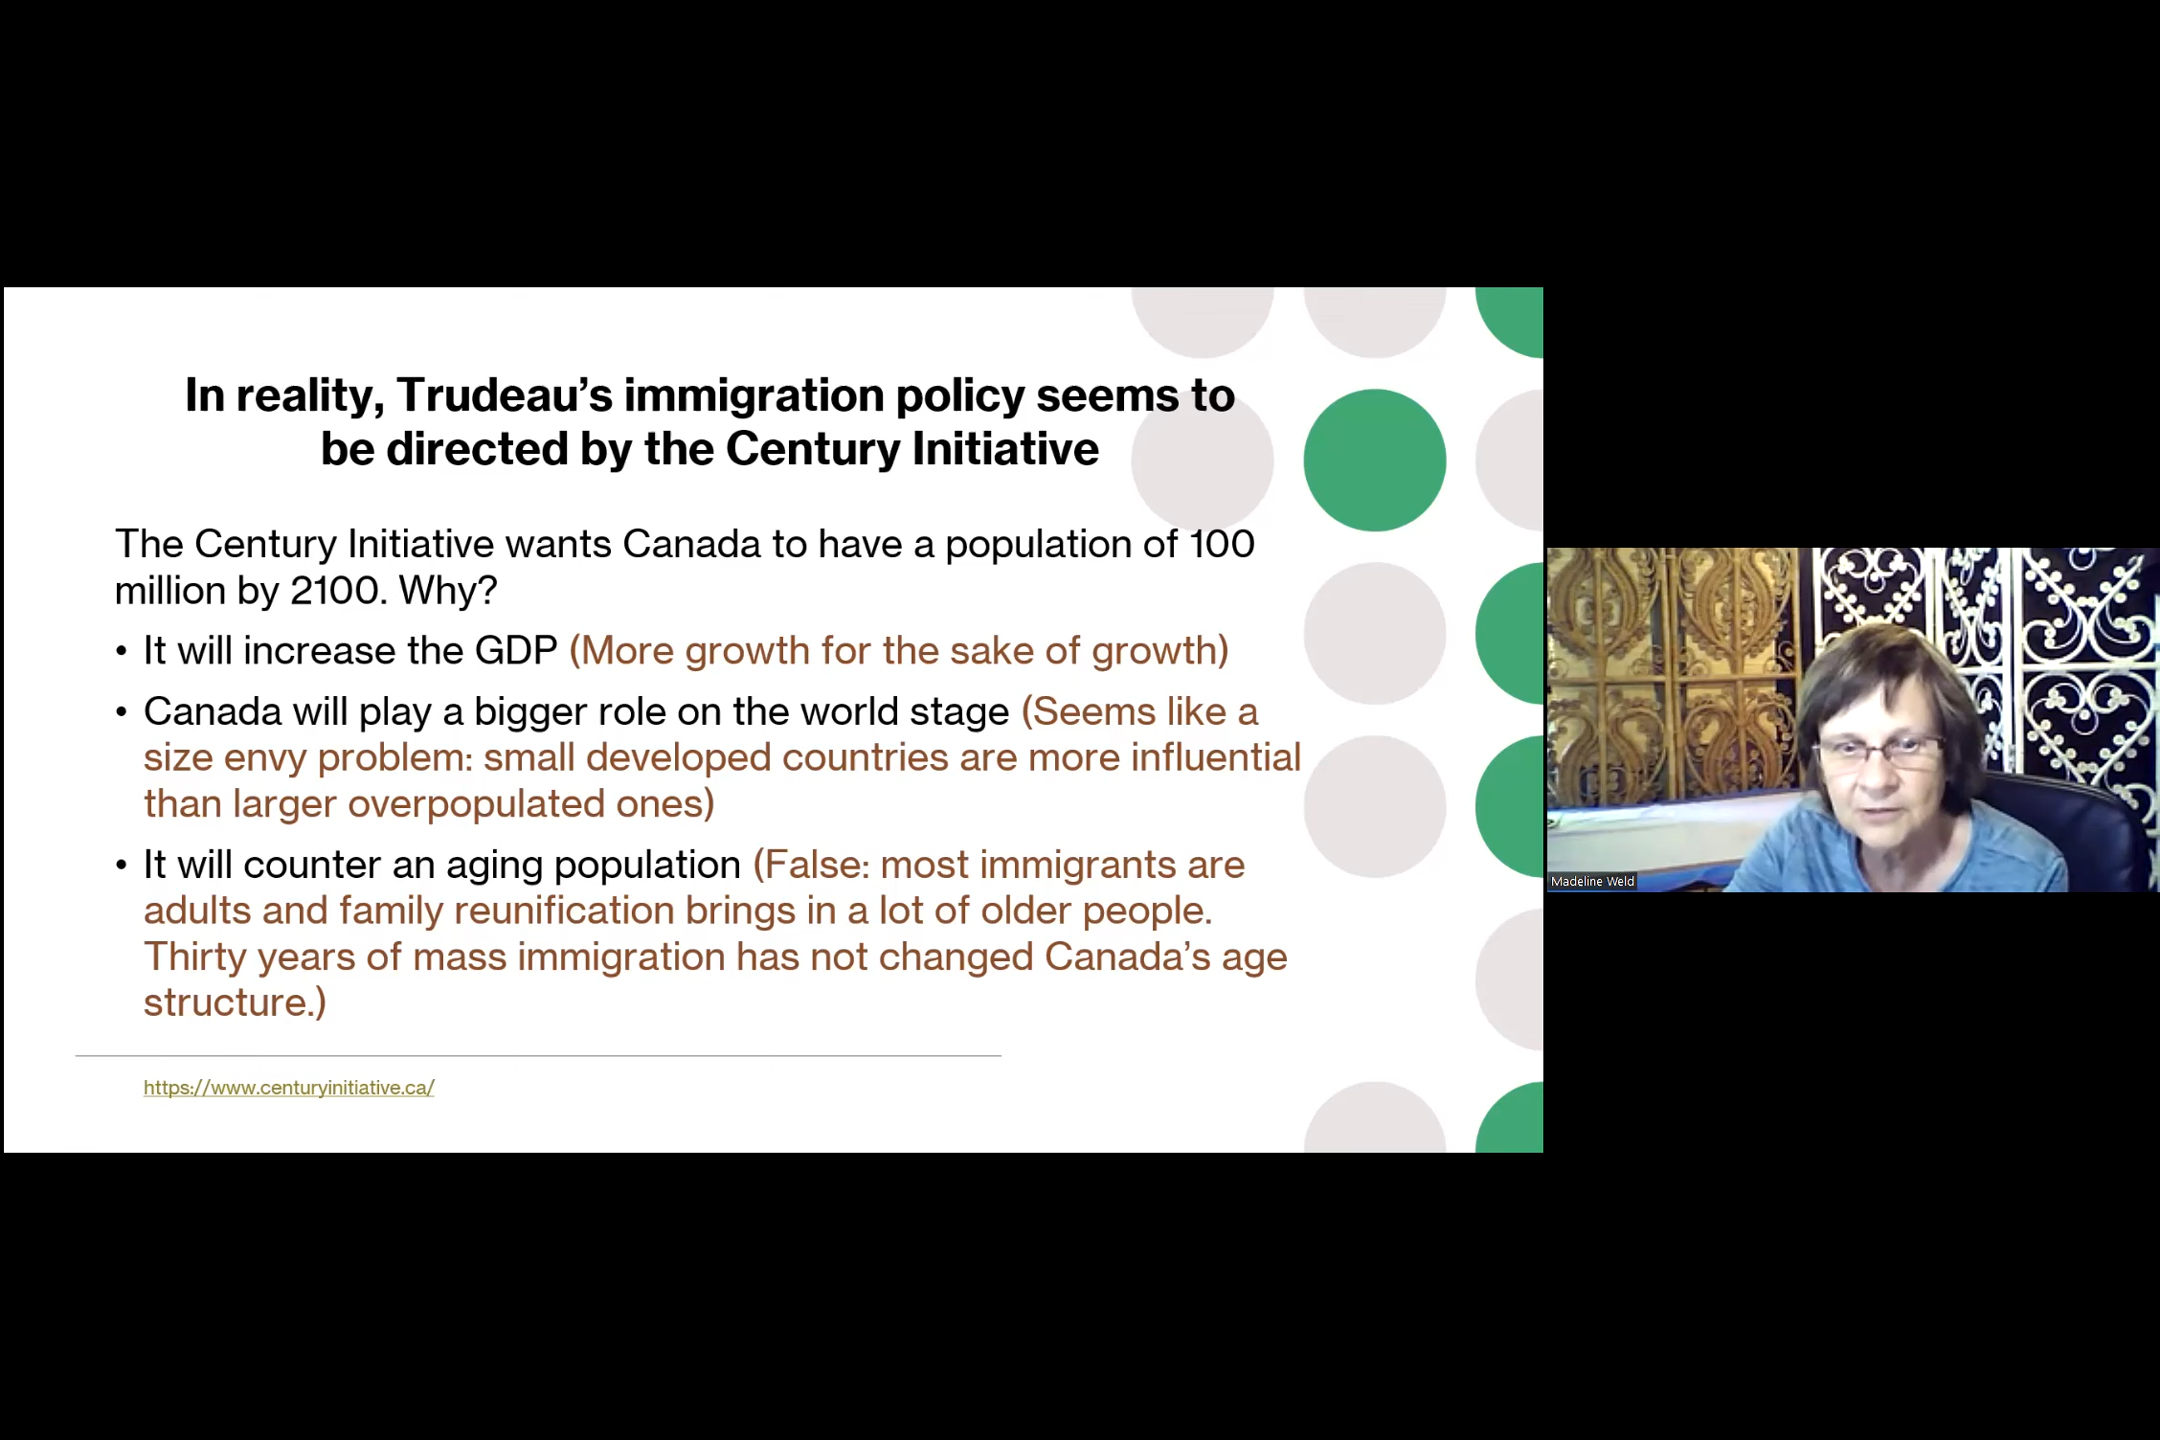 In reality, Trudeau’s immigration policy seems to
be directed by the Century Initiative
The Century Initiative wants Canada to have a population of 100
million by 2100. Why?
• It will increase the GDP (More growth for the sake of growth)
• Canada will play a bigger role on the world stage (Seems like a
size envy problem: small developed countries are more influential
than larger overpopulated ones)
• It will counter an aging population (False: most immigrants are
adults and family reunification brings in a lot of older people.
Thirty years of mass immigration has not changed Canada’s age
structure.)
https://www.centuryinitiative.ca/
Madeline Weld